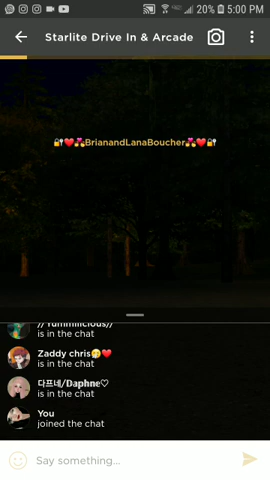 20% 5:00 PM
Starlite Drive In & Arcade
🔐❤️💕BrianandLanaBoucher💕❤️🔐
//Yummilicious//
is in the chat
Zaddy chris🥴❤️
is in the chat
다프네/𝔻𝕒𝕡𝕙𝕟𝕖♡
is in the chat
You
joined the chat
Say something...